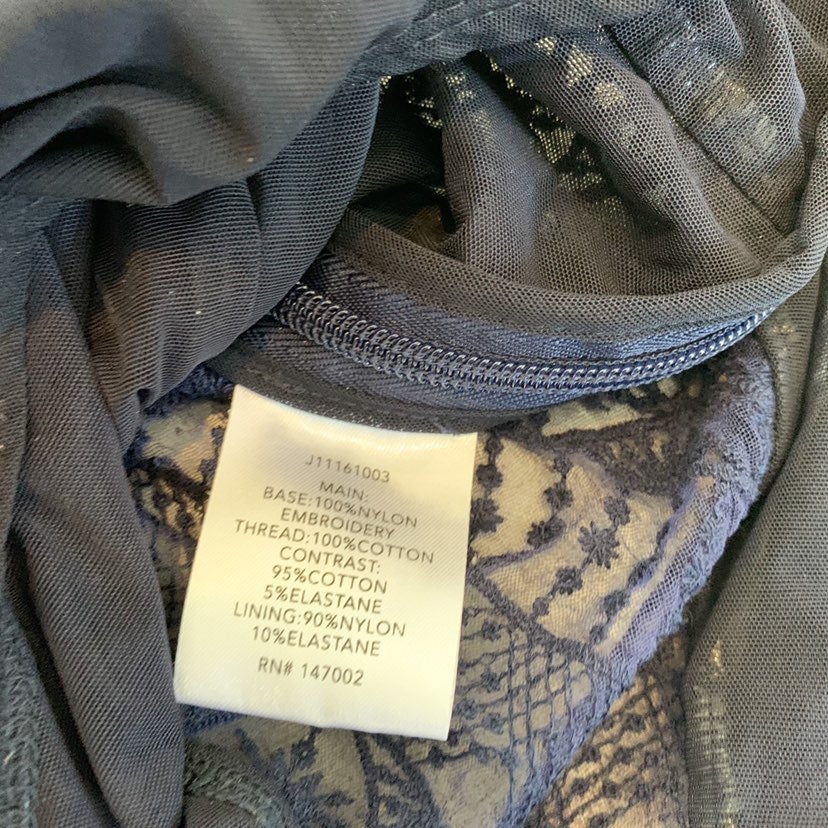 J11161003
MAIN:
BASE:100%NYLON
EMBROIDERY
THREAD:100%COTTON
CONTRAST:
95%COTTON
5%ELASTANE
LINING:90%NYLON
10%ELASTANE
RN# 147002